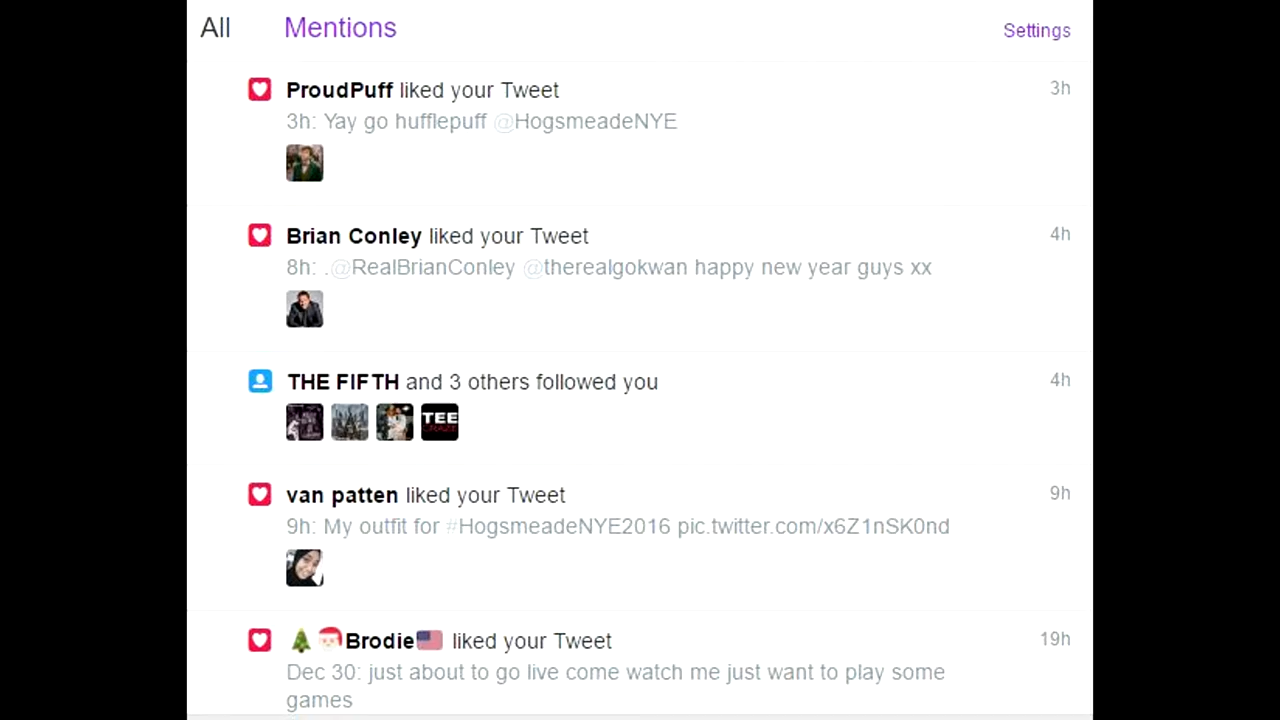 All Mentions Settings
ProudPuff liked your Tweet 3h
3h: Yay go hufflepuff @HogsmeadeNYE
Brian Conley liked your Tweet 4h
8h: .@RealBrianConley @therealgokwan happy new year guys xx
THE FIFTH and 3 others followed you 4h
TEE
van patten liked your Tweet 9h
9h: My outfit for #HogsmeadeNYE2016 pic.twitter.com/x6Z1nSK0nd
Brodie liked your Tweet 19h
Dec 30: just about to go live come watch me just want to play some
games